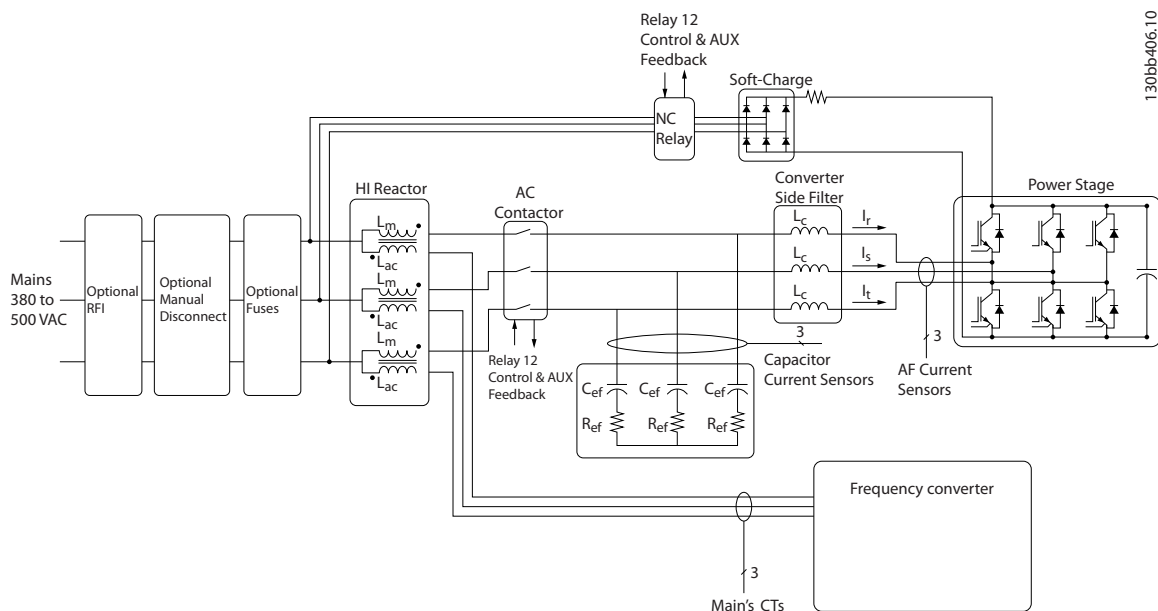 130bb406.10
Relay 12
Control & AUX
Feedback
Soft-Charge
NC
Relay
HI Reactor
AC
Contactor
Converter
Side Filter
Power Stage
Mains
380 to
500 VAC
Optional
RFI
Optional
Manual
Disconnect
Optional
Fuses
Lm
Lac
Lm
Lac
Lm
Lac
Lc
Lc
Lc
Ir
Is
It
Relay 12
Control & AUX
Feedback
3
Capacitor
Current Sensors
3
AF Current
Sensors
Cef
Cef
Cef
Ref
Ref
Ref
Frequency converter
3
Main's CTs